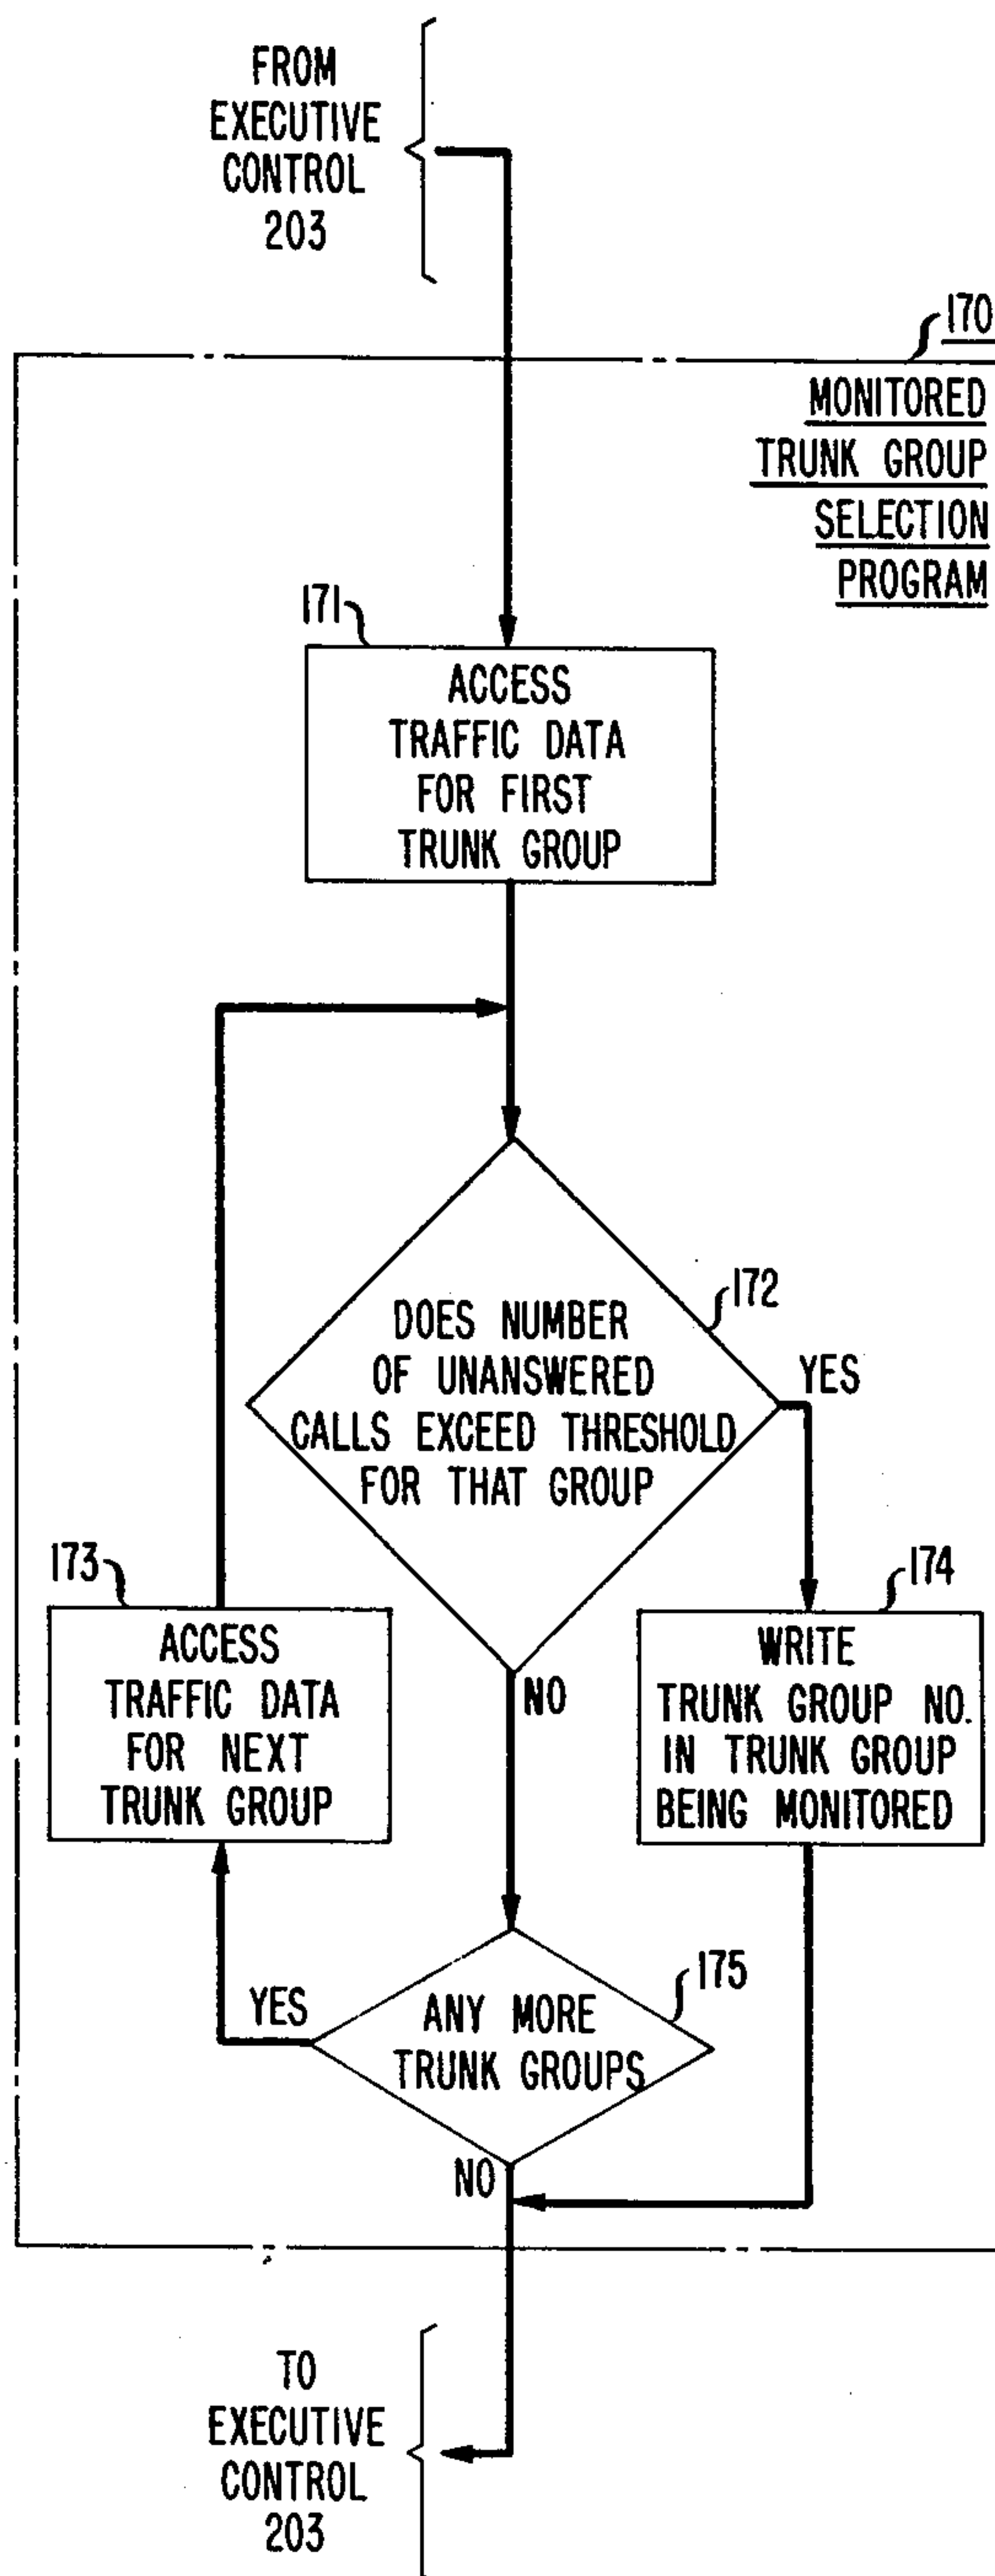 FROM
EXECUTIVE
CONTROL
203
170
MONITORED
TRUNK GROUP
SELECTION
PROGRAM
171
ACCESS
TRAFFIC DATA
FOR FIRST
TRUNK GROUP
172
DOES NUMBER
OF UNANSWERED
CALLS EXCEED THRESHOLD
FOR THAT GROUP
YES
NO
173
ACCESS
TRAFFIC DATA
FOR NEXT
TRUNK GROUP
174
WRITE
TRUNK GROUP NO.
IN TRUNK GROUP
BEING MONITORED
175
ANY MORE
TRUNK GROUPS
YES
NO
TO
EXECUTIVE
CONTROL
203